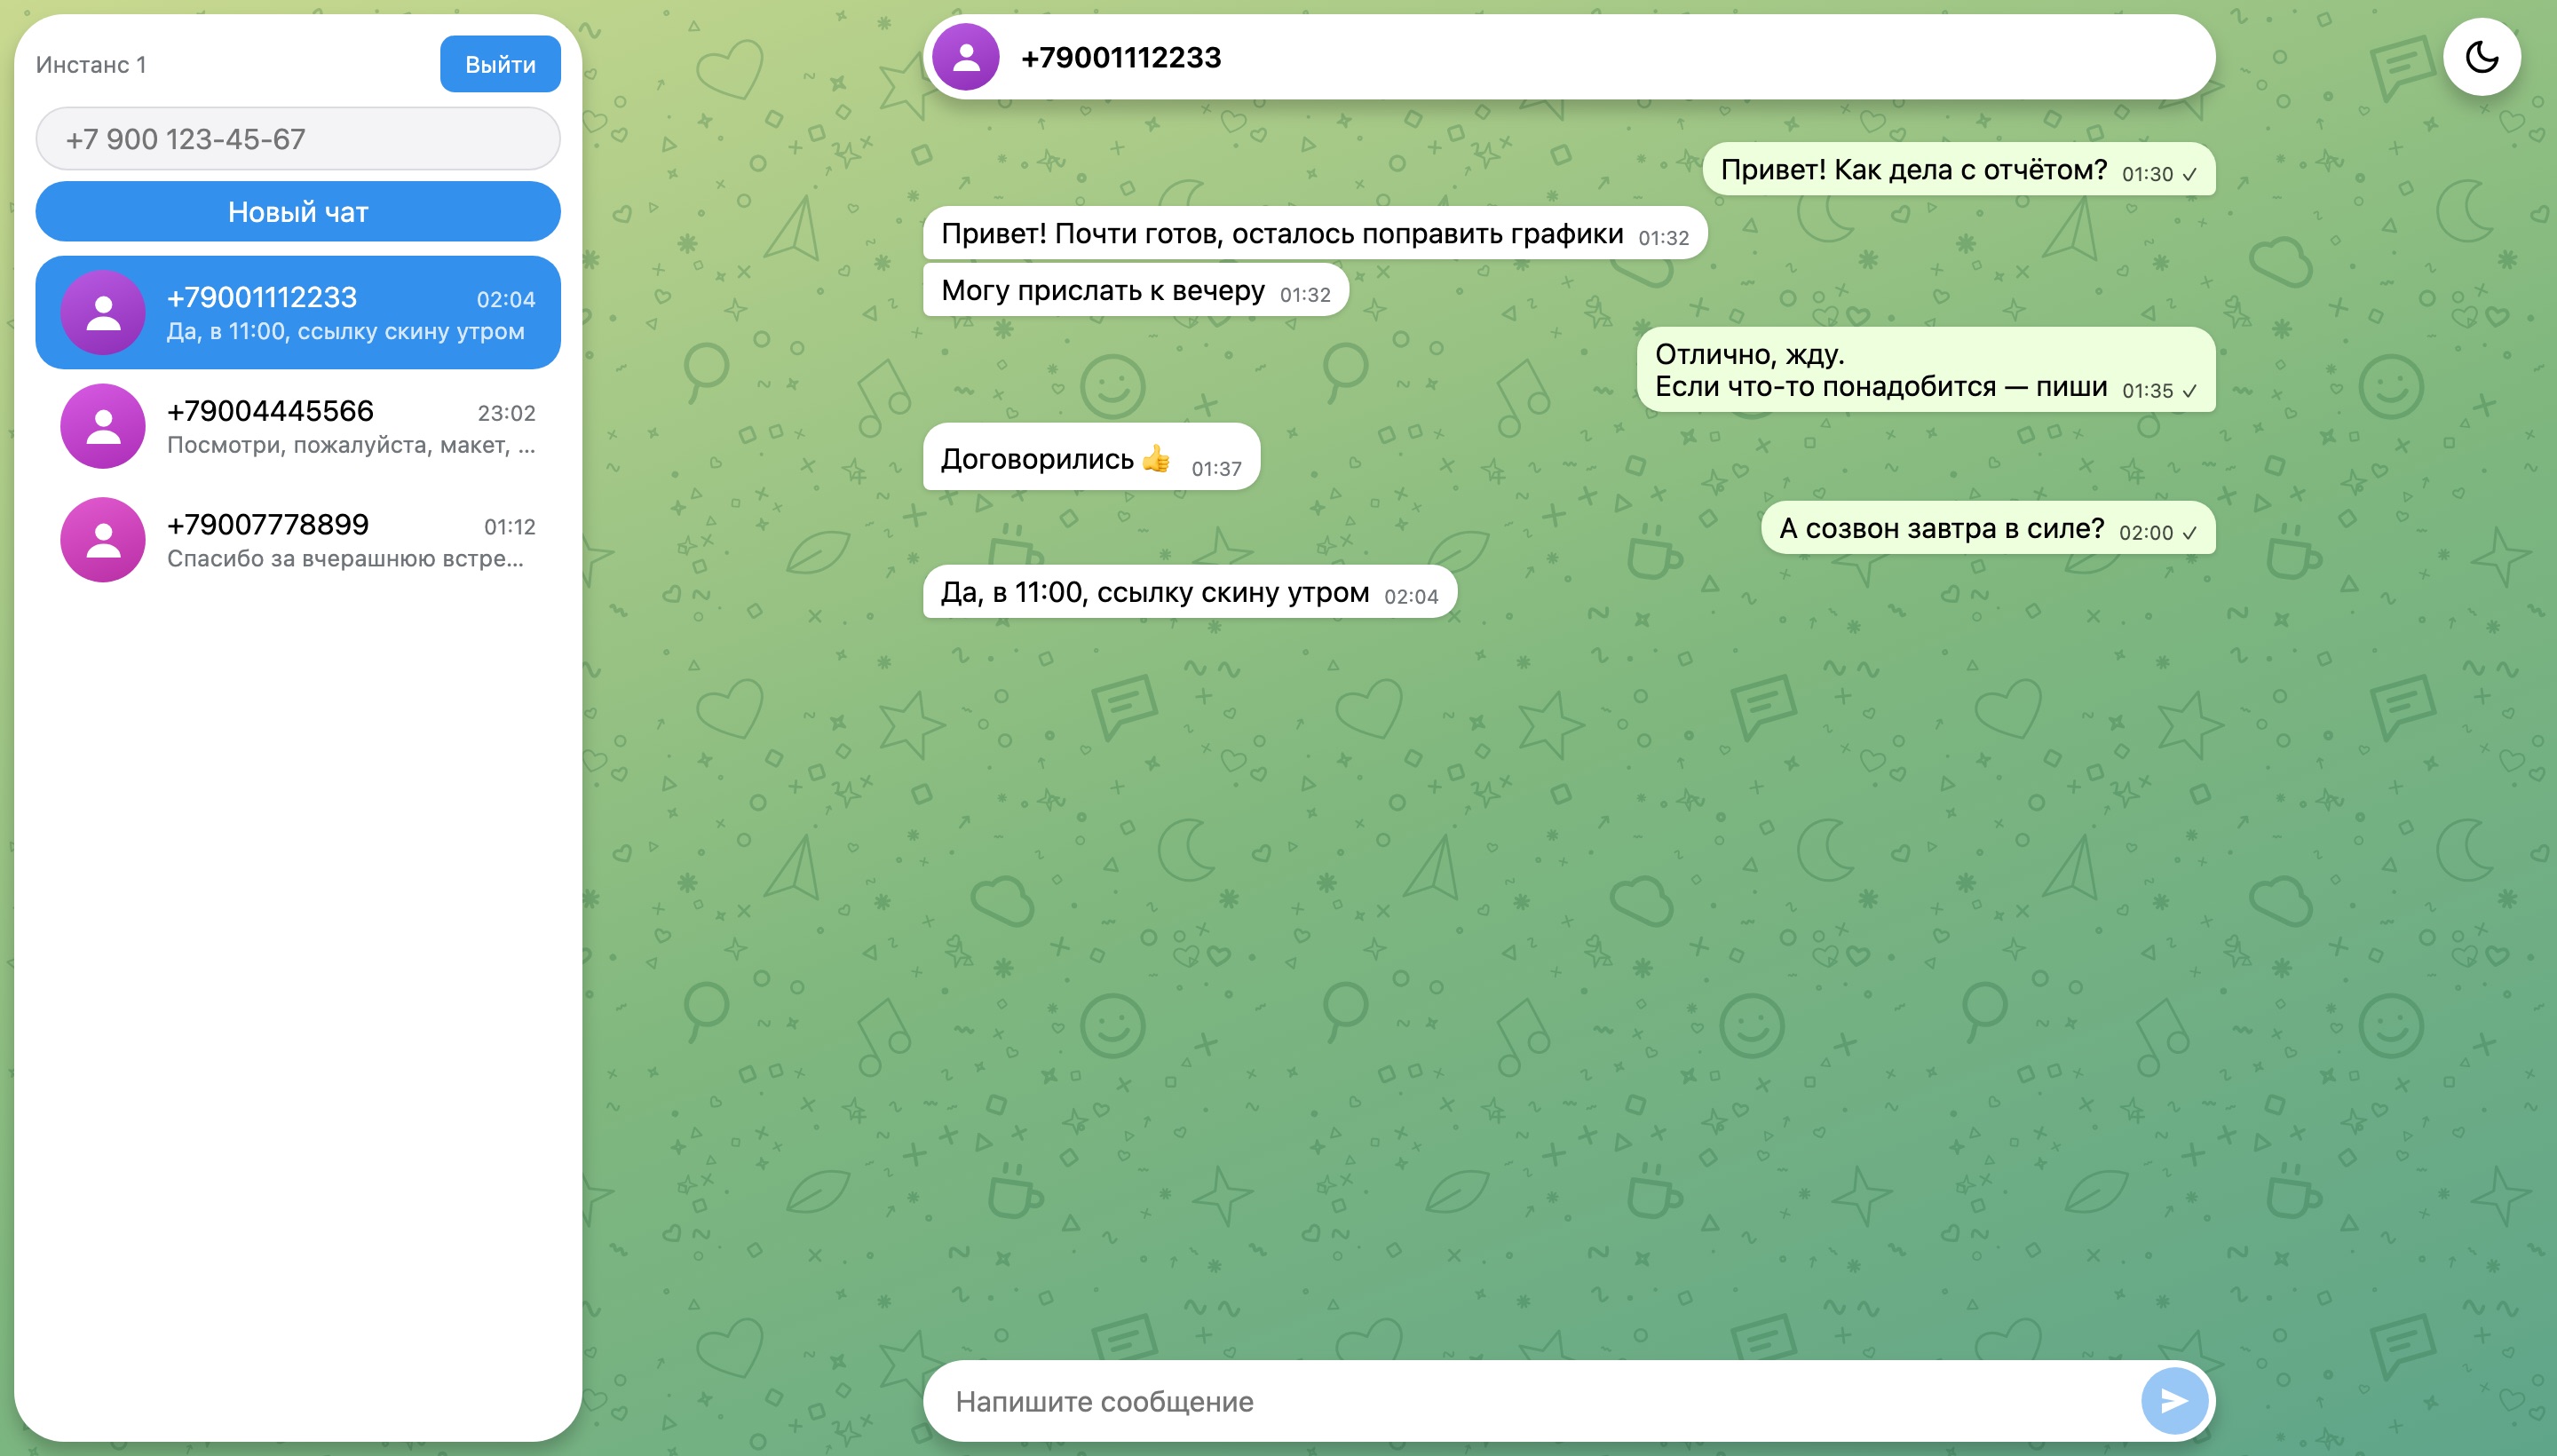 Инстанс 1
Выйти
+7 900 123-45-67
Новый чат
+79001112233 02:04
Да, в 11:00, ссылку скину утром
+79004445566 23:02
Посмотри, пожалуйста, макет, ...
+79007778899 01:12
Спасибо за вчерашнюю встре...
+79001112233
Привет! Как дела с отчётом? 01:30 ✓
Привет! Почти готов, осталось поправить графики 01:32
Могу прислать к вечеру 01:32
Отлично, жду.
Если что-то понадобится — пиши 01:35 ✓
Договорились 👍 01:37
А созвон завтра в силе? 02:00 ✓
Да, в 11:00, ссылку скину утром 02:04
Напишите сообщение